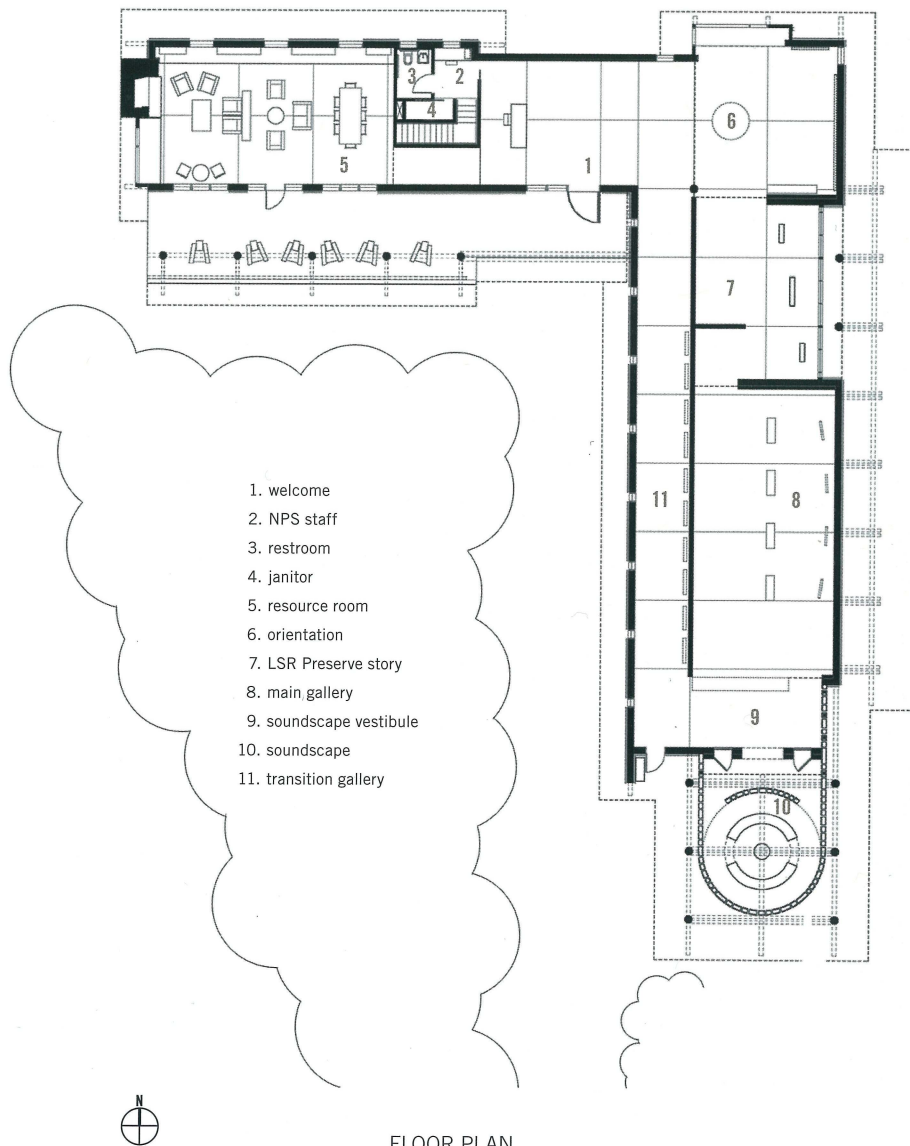 3
2
6
4
5
1
7
11
8
9
10
1. welcome
2. NPS staff
3. restroom
4. janitor
5. resource room
6. orientation
7. LSR Preserve story
8. main gallery
9. soundscape vestibule
10. soundscape
11. transition gallery
N
FLOOR PLAN